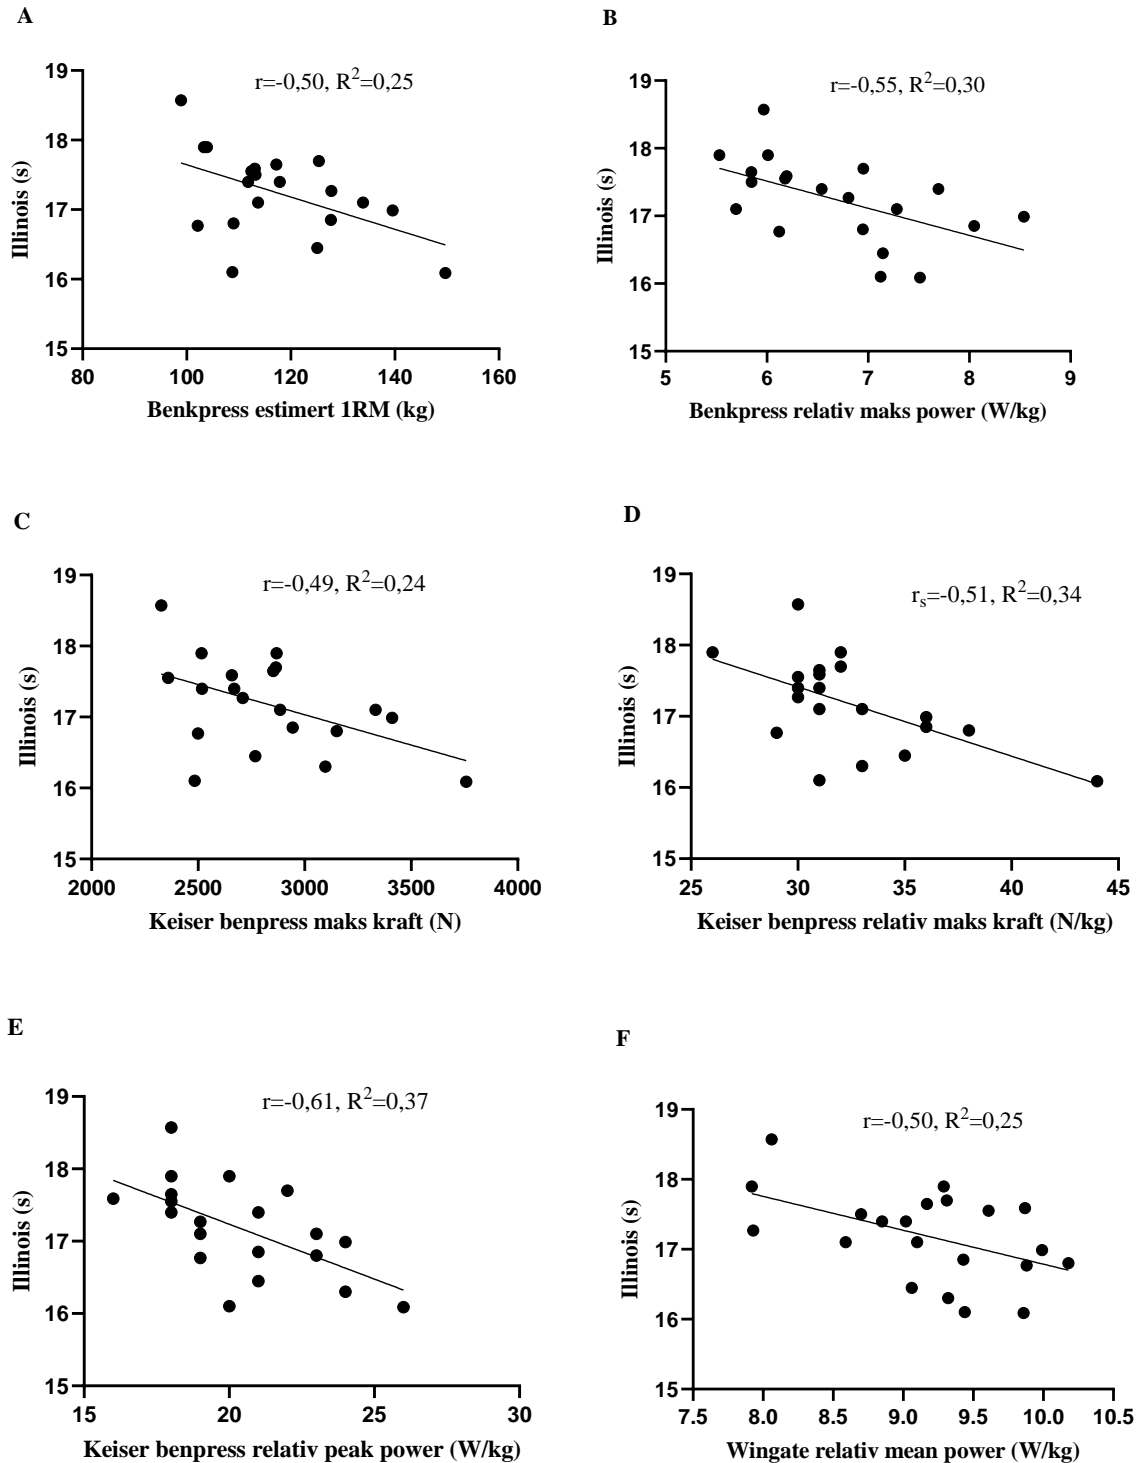 A
r=-0,50, R²=0,25
19
18
17
16
15
80
100
120
140
160
Illinois (s)
Benkpress estimert 1RM (kg)
B
r=-0,55, R²=0,30
19
18
17
16
15
5
6
7
8
9
Illinois (s)
Benkpress relativ maks power (W/kg)
C
r=-0,49, R²=0,24
19
18
17
16
15
2000
2500
3000
3500
4000
Illinois (s)
Keiser benpress maks kraft (N)
D
rₛ=-0,51, R²=0,34
19
18
17
16
15
25
30
35
40
45
Illinois (s)
Keiser benpress relativ maks kraft (N/kg)
E
r=-0,61, R²=0,37
19
18
17
16
15
15
20
25
30
Illinois (s)
Keiser benpress relativ peak power (W/kg)
F
r=-0,50, R²=0,25
19
18
17
16
15
7.5
8.0
8.5
9.0
9.5
10.0
10.5
Illinois (s)
Wingate relativ mean power (W/kg)